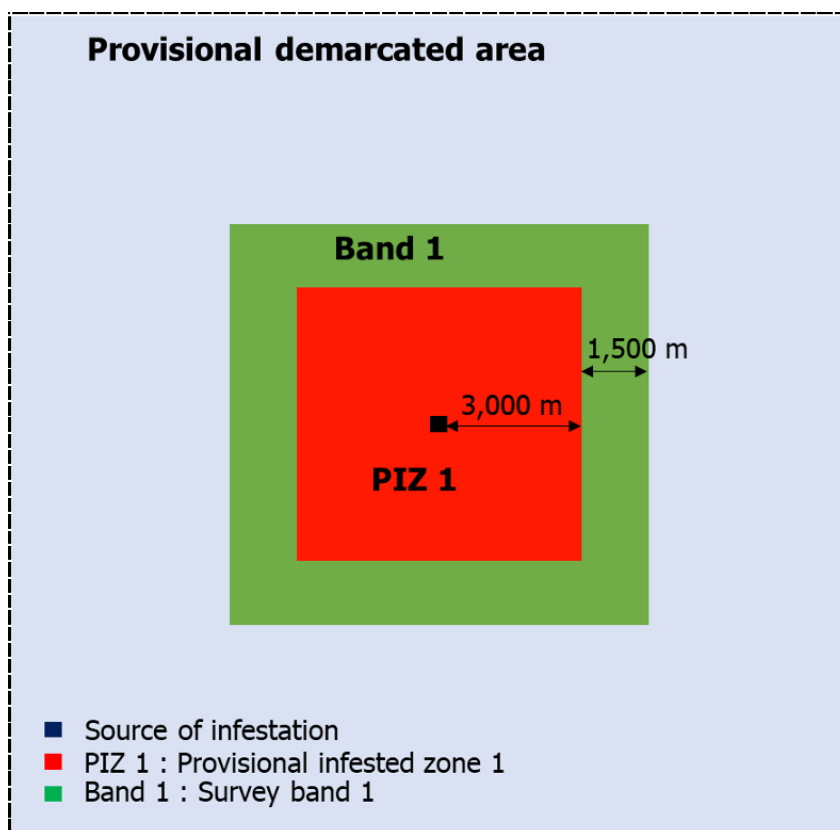 Provisional demarcated area
Band 1
1,500 m
3,000 m
PIZ 1
Source of infestation
PIZ 1 : Provisional infested zone 1
Band 1 : Survey band 1